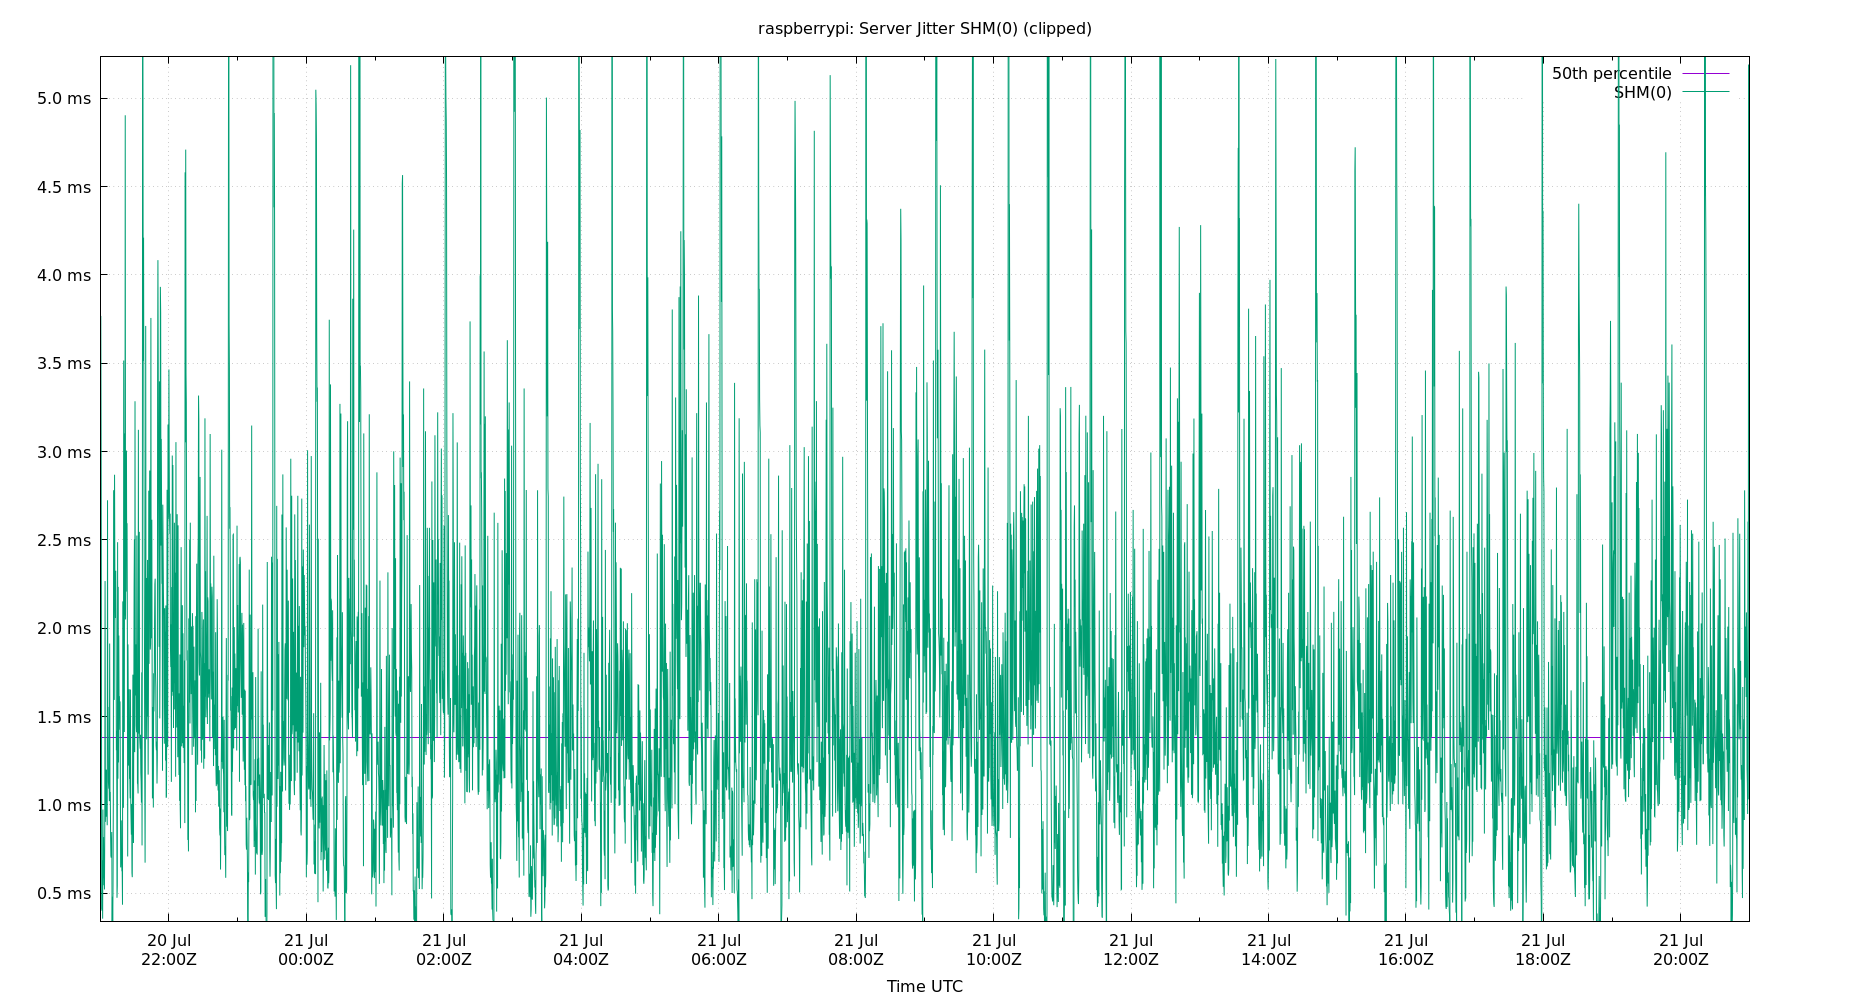 raspberrypi: Server Jitter SHM(0) (clipped)
50th percentile
SHM(0)
5.0 ms
4.5 ms
4.0 ms
3.5 ms
3.0 ms
2.5 ms
2.0 ms
1.5 ms
1.0 ms
0.5 ms
20 Jul 21 Jul 21 Jul 21 Jul 21 Jul 21 Jul 21 Jul 21 Jul 21 Jul 21 Jul 21 Jul 21 Jul
22:00Z 00:00Z 02:00Z 04:00Z 06:00Z 08:00Z 10:00Z 12:00Z 14:00Z 16:00Z 18:00Z 20:00Z
Time UTC